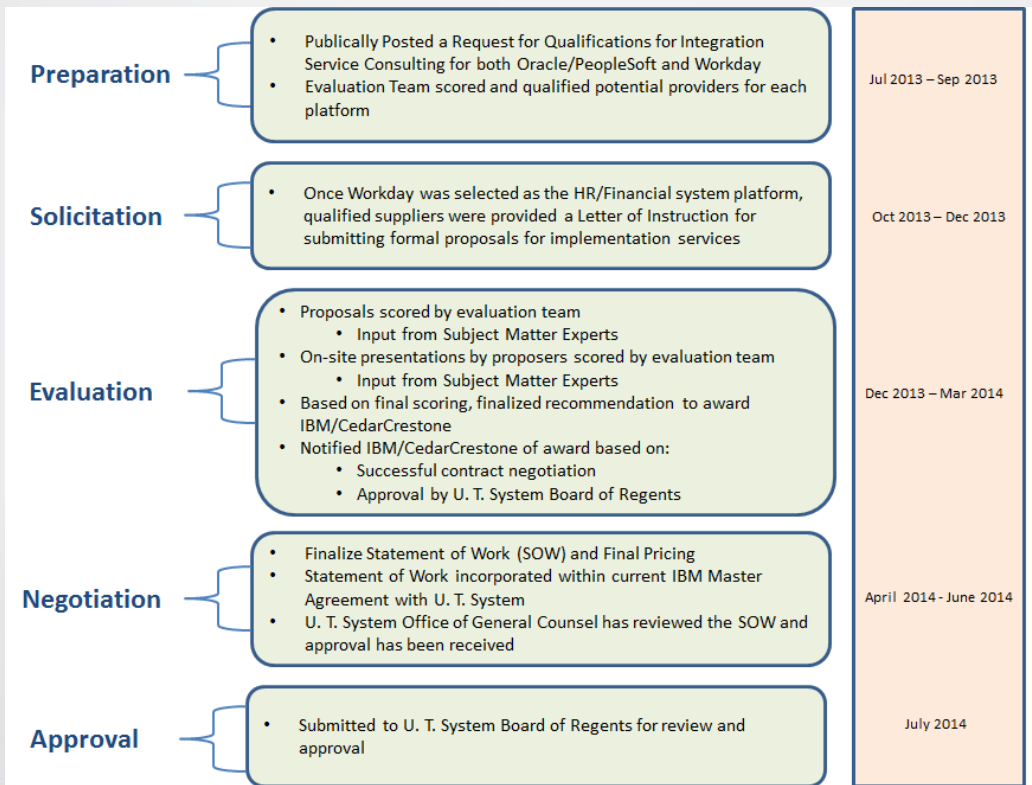 Preparation
• Publically Posted a Request for Qualifications for Integration
Service Consulting for both Oracle/PeopleSoft and Workday
• Evaluation Team scored and qualified potential providers for each
platform
Jul 2013 – Sep 2013
Solicitation
• Once Workday was selected as the HR/Financial system platform,
qualified suppliers were provided a Letter of Instruction for
submitting formal proposals for implementation services
Oct 2013 – Dec 2013
Evaluation
• Proposals scored by evaluation team
• Input from Subject Matter Experts
• On-site presentations by proposers scored by evaluation team
• Input from Subject Matter Experts
• Based on final scoring, finalized recommendation to award
IBM/CedarCrestone
• Notified IBM/CedarCrestone of award based on:
• Successful contract negotiation
• Approval by U. T. System Board of Regents
Dec 2013 – Mar 2014
Negotiation
• Finalize Statement of Work (SOW) and Final Pricing
• Statement of Work incorporated within current IBM Master
Agreement with U. T. System
• U. T. System Office of General Counsel has reviewed the SOW and
approval has been received
April 2014 - June 2014
Approval
• Submitted to U. T. System Board of Regents for review and
approval
July 2014